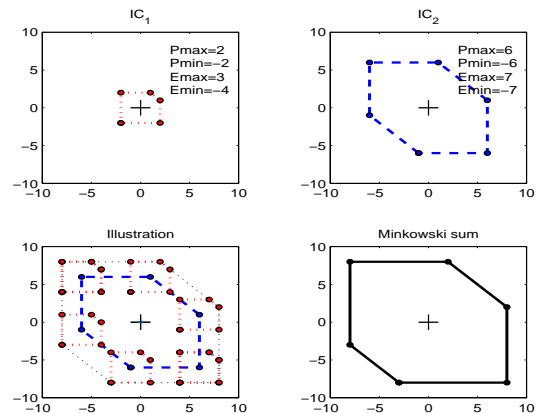 IC1
Pmax=2
Pmin=−2
Emax=3
Emin=−4
10
5
0
−5
−10
−10 −5 0 5 10
IC2
Pmax=6
Pmin=−6
Emax=7
Emin=−7
10
5
0
−5
−10
−10 −5 0 5 10
Illustration
10
5
0
−5
−10
−10 −5 0 5 10
Minkowski sum
10
5
0
−5
−10
−10 −5 0 5 10